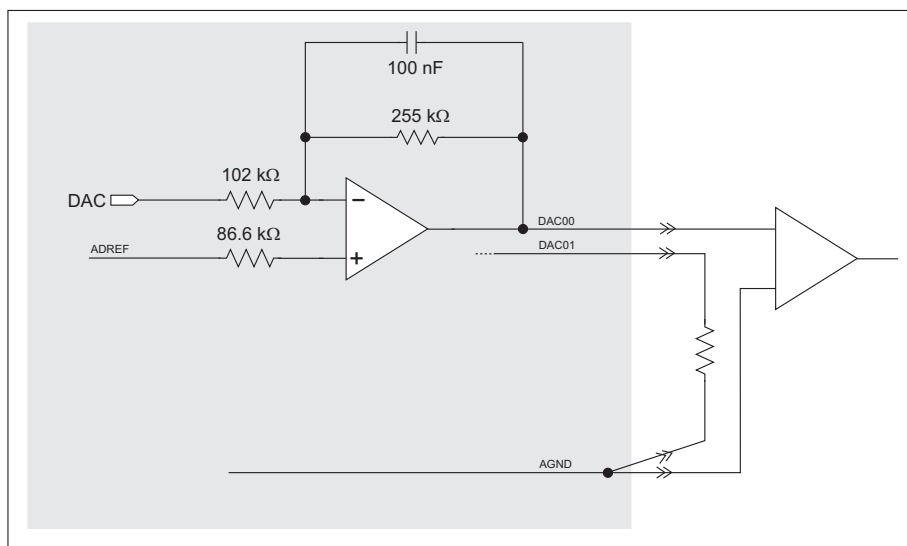 100 nF
255 kΩ
102 kΩ
DAC
−
86.6 kΩ
ADREF
+
DAC00
DAC01
AGND